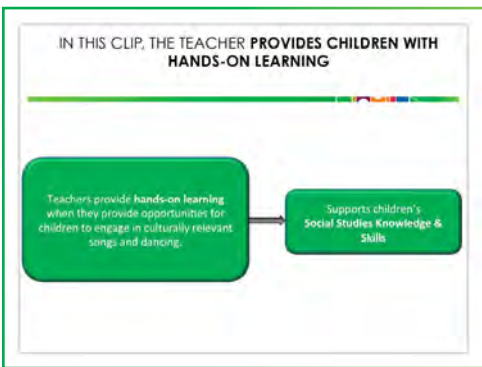 IN THIS CLIP, THE TEACHER PROVIDES CHILDREN WITH
HANDS-ON LEARNING
Teachers provide hands-on learning
when they provide opportunities for
children to engage in culturally relevant
songs and dancing.
Supports children's
Social Studies Knowledge &
Skills